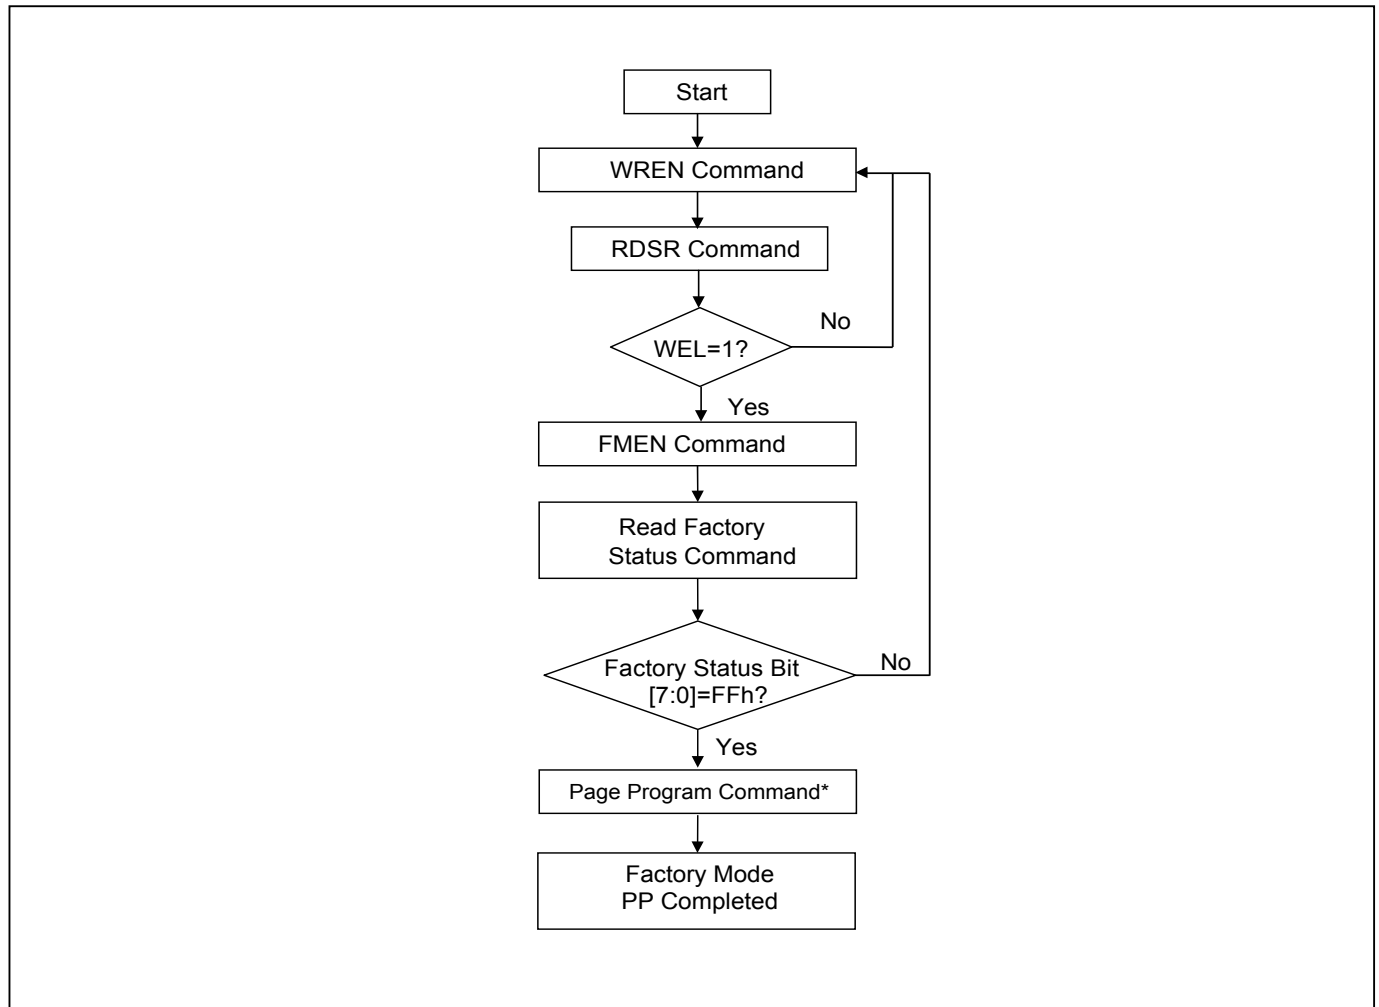 Start
WREN Command
RDSR Command
No
WEL=1?
Yes
FMEN Command
Read Factory
Status Command
No
Factory Status Bit
[7:0]=FFh?
Yes
Page Program Command*
Factory Mode
PP Completed